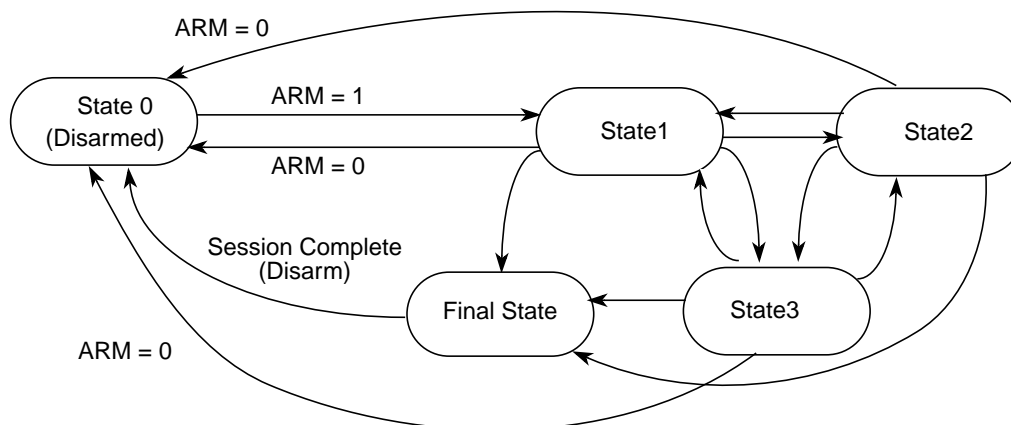 ARM = 0
State 0
(Disarmed)
ARM = 1
ARM = 0
State1
State2
Session Complete
(Disarm)
Final State
State3
ARM = 0